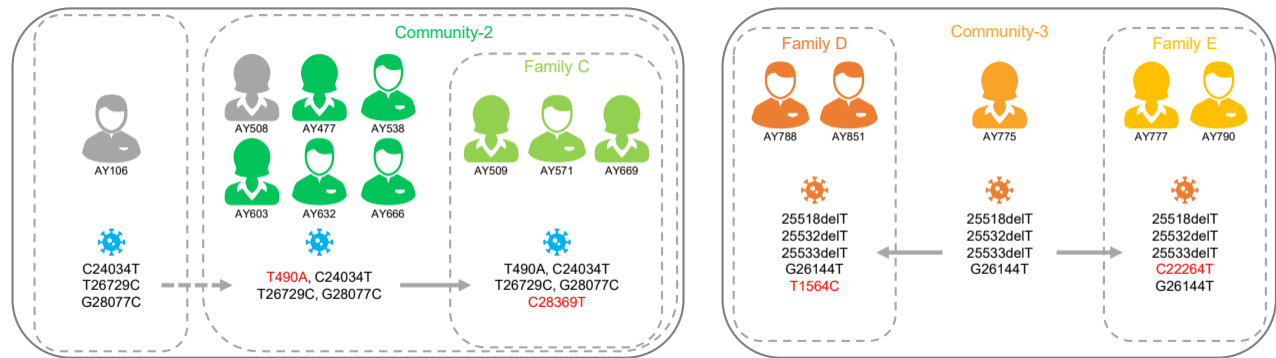 Community-2
Family C
AY106
AY508
AY477
AY538
AY603
AY632
AY666
AY509
AY571
AY669
C24034T
T26729C
G28077C
T490A, C24034T
T26729C, G28077C
T490A, C24034T
T26729C, G28077C
C28369T
Family D
Community-3
Family E
AY788
AY851
AY775
AY777
AY790
25518delT
25532delT
25533delT
G26144T
T1564C
25518delT
25532delT
25533delT
G26144T
25518delT
25532delT
25533delT
C22264T
G26144T